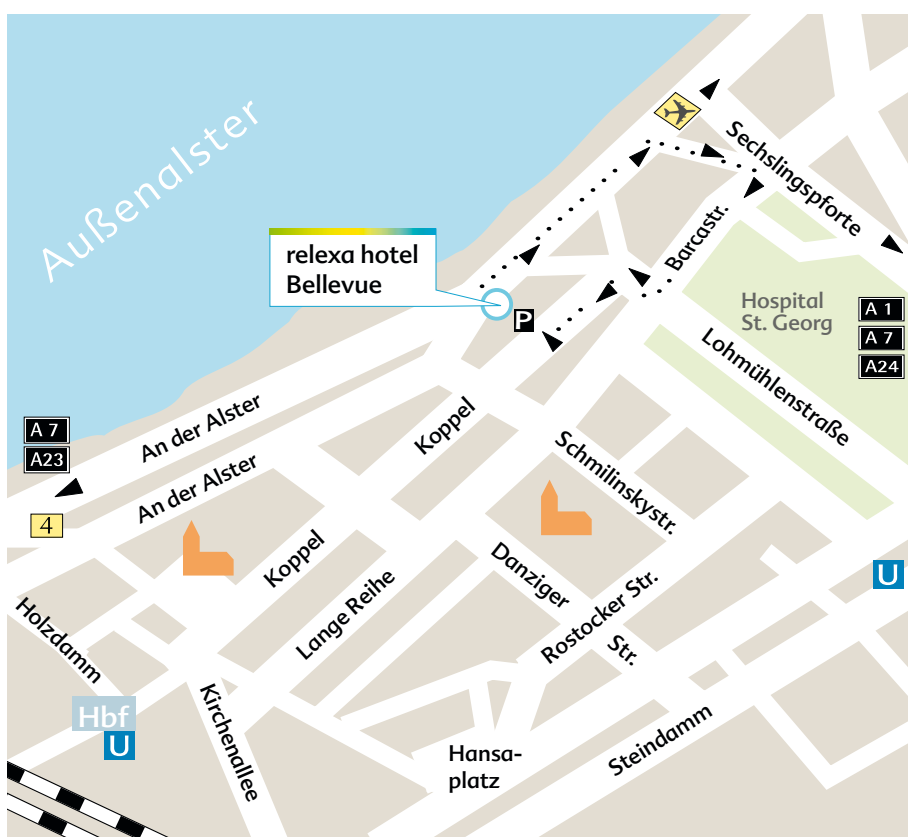 Außenalster
Sechslingspforte
relexa hotel
Bellevue
Barcastr.
Hospital
St. Georg
A 1
A 7
A24
P
Lohmühlenstraße
An der Alster
Koppel
A 7
A23
An der Alster
Schmilinskystr.
4
Koppel
Danziger
Str.
U
Lange Reihe
Rostocker Str.
Holzdamm
Hbf
U
Kirchenallee
Hansa-
platz
Steindamm